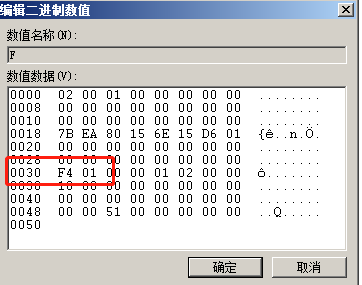 编辑二进制数值
数值名称(N):
F
数值数据(V):
0000 02 00 01 00 00 00 00 00 ........
0008 00 00 00 00 00 00 00 00 ........
0010 00 00 00 00 00 00 00 00 ........
0018 7B EA 80 15 6E 15 D6 01 {ê..n.Ö.
0020 00 00 00 00 00 00 00 00 ........
0028 00 00 00 00 00 00 00 00 ........
0030 F4 01 00 00 01 02 00 00 ô.......
10 00 00 00 00 00 00 ........
0040 00 00 00 00 00 00 00 00 ........
0048 00 00 51 00 00 00 00 00 ..Q.....
0050
确定
取消